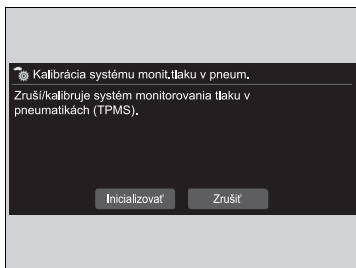 Kalibrácia systému monit.tlaku v pneum.
Zruší/kalibruje systém monitorovania tlaku v
pneumatikách (TPMS).
Inicializovať Zrušiť